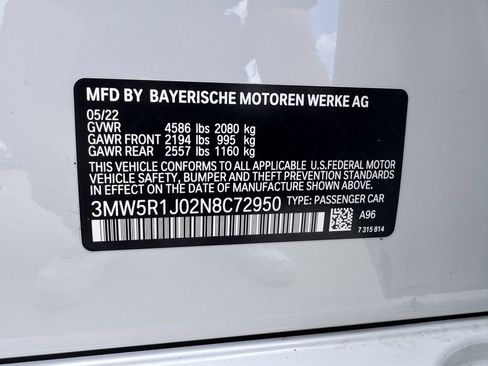 MFD BY BAYERISCHE MOTOREN WERKE AG
05/22
GVWR 4586 lbs 2080 kg
GAWR FRONT 2194 lbs 995 kg
GAWR REAR 2557 lbs 1160 kg
THIS VEHICLE CONFORMS TO ALL APPLICABLE U.S.FEDERAL MOTOR
VEHICLE SAFETY, BUMPER AND THEFT PREVENTION STANDARDS
IN EFFECT ON THE DATE OF MANUFACTURE SHOWN ABOVE.
3MW5R1J02N8C72950 TYPE: PASSENGER CAR
A96
7 315 814